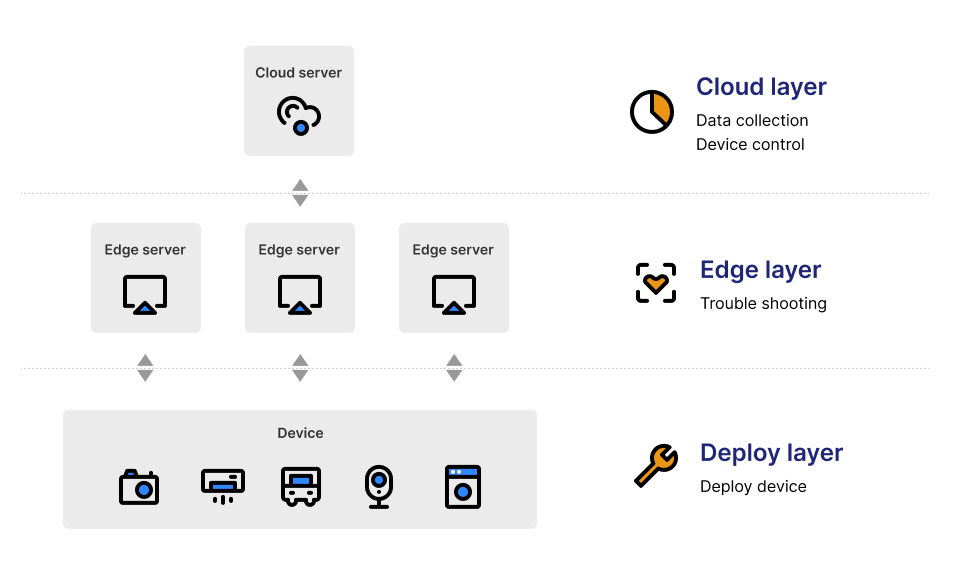 Cloud server
Cloud layer
Data collection
Device control
Edge server
Edge server
Edge server
Edge layer
Trouble shooting
Device
Deploy layer
Deploy device